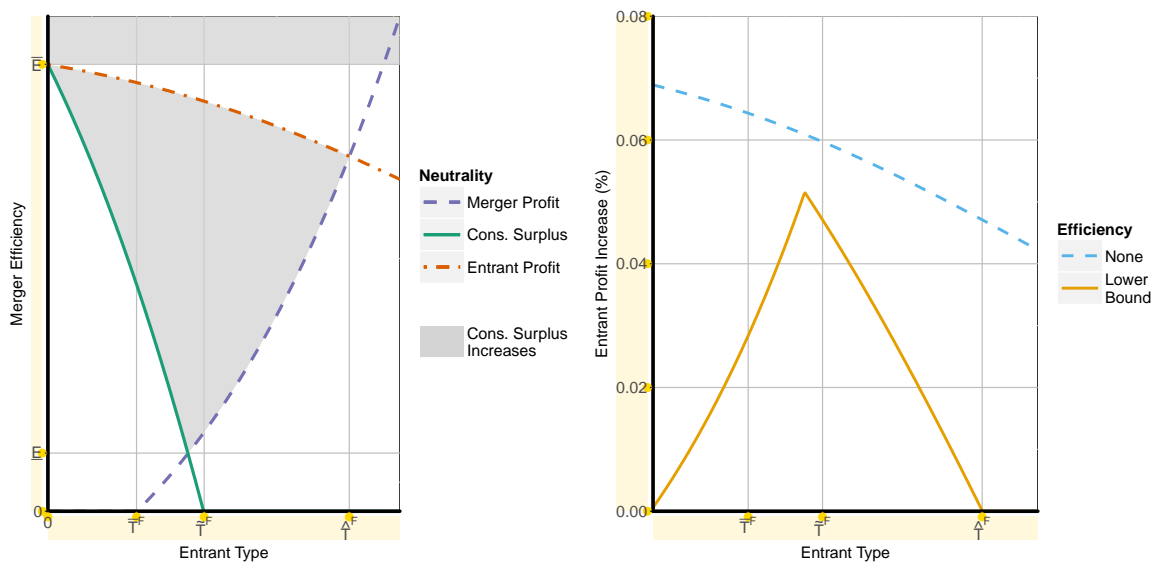 Merger Efficiency
E̅
E̲
0
0
T̿ᶠ
T̃ᶠ
T̂ᶠ
Entrant Type
Neutrality
Merger Profit
Cons. Surplus
Entrant Profit
Cons. Surplus
Increases
Entrant Profit Increase (%)
0.08
0.06
0.04
0.02
0.00
T̿ᶠ
T̃ᶠ
T̂ᶠ
Entrant Type
Efficiency
None
Lower
Bound